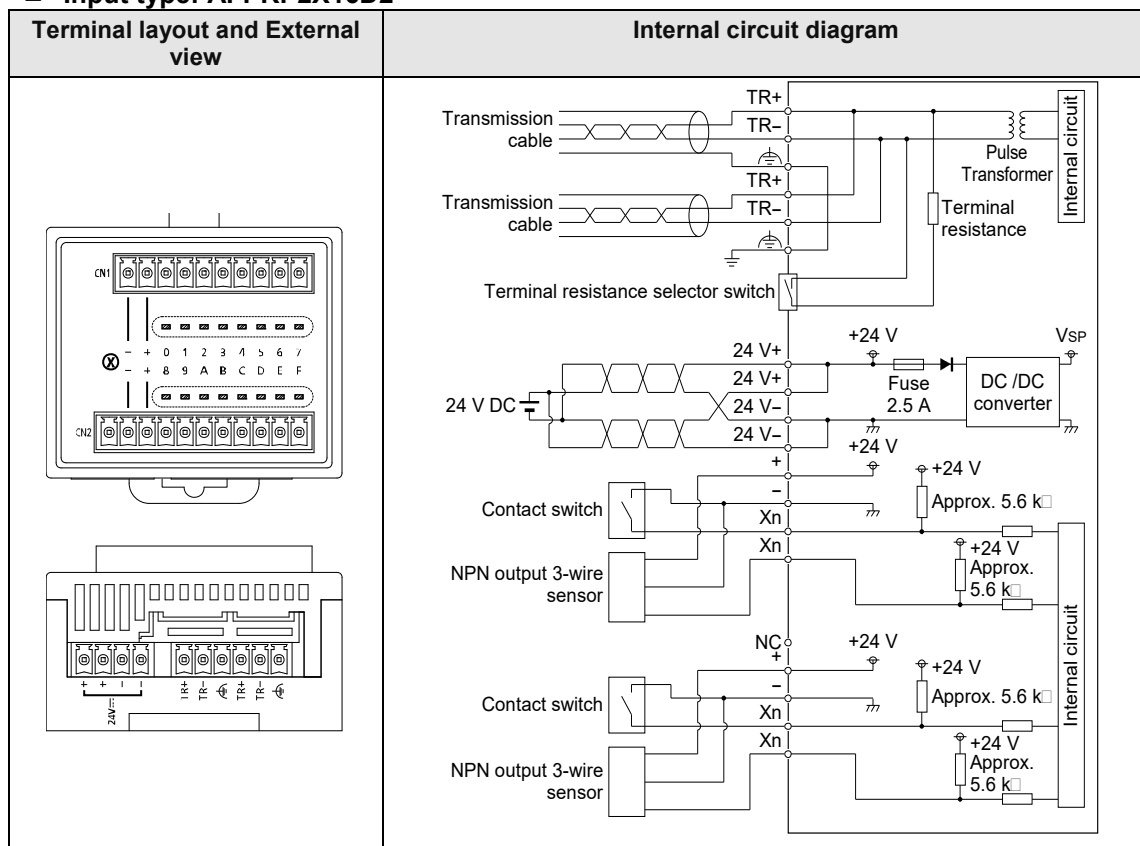 Terminal layout and External view
Internal circuit diagram
CN1
- + 0 1 2 3 4 5 6 7
- + 8 9 A B C D E F
CN2
+ + − −
24V
TR+ TR− TR+ TR−
Transmission cable
TR+
TR−
Transmission cable
TR+
TR−
Pulse Transformer
Internal circuit
Terminal resistance
Terminal resistance selector switch
24 V DC
24 V+
24 V+
24 V−
24 V−
+24 V
Fuse 2.5 A
DC /DC converter
VSP
+24 V
+
−
Xn
Xn
Contact switch
NPN output 3-wire sensor
+24 V
Approx. 5.6 k□
+24 V
Approx. 5.6 k□
NC
+
−
Xn
Xn
+24 V
Contact switch
NPN output 3-wire sensor
+24 V
Approx. 5.6 k□
+24 V
Approx. 5.6 k□
Internal circuit